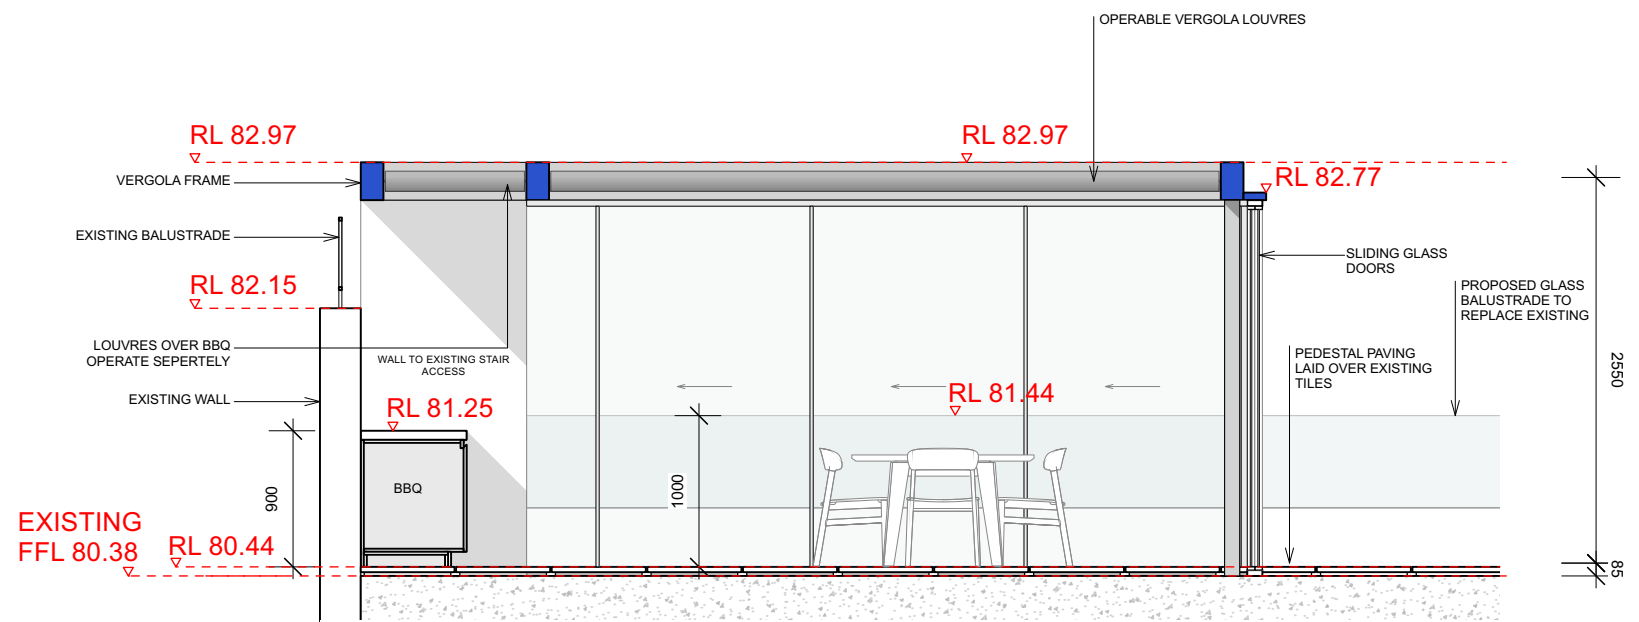 OPERABLE VERGOLA LOUVRES
RL 82.97
RL 82.97
VERGOLA FRAME
RL 82.77
EXISTING BALUSTRADE
SLIDING GLASS
DOORS
RL 82.15
PROPOSED GLASS
BALUSTRADE TO
REPLACE EXISTING
LOUVRES OVER BBQ
OPERATE SEPERTELY
WALL TO EXISTING STAIR
ACCESS
PEDESTAL PAVING
LAID OVER EXISTING
TILES
2550
EXISTING WALL
RL 81.25
RL 81.44
BBQ
900
1000
EXISTING
FFL 80.38
RL 80.44
85